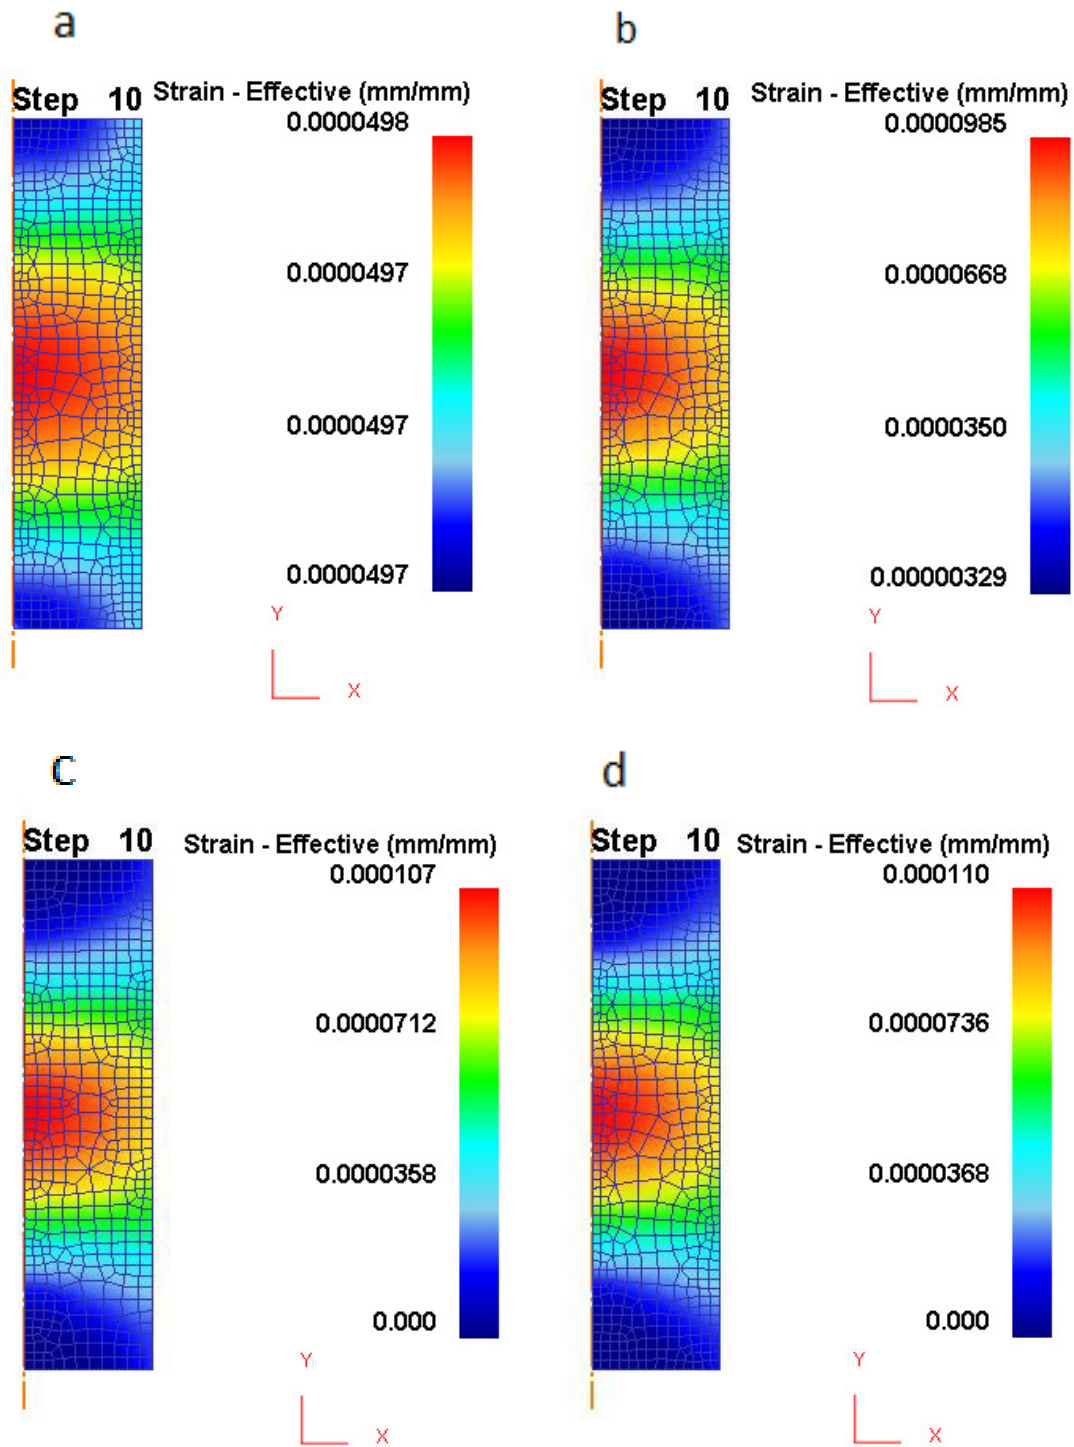 a
Step 10 Strain - Effective (mm/mm)
0.0000498
0.0000497
0.0000497
0.0000497
Y
X
b
Step 10 Strain - Effective (mm/mm)
0.0000985
0.0000668
0.0000350
0.00000329
Y
X
c
Step 10 Strain - Effective (mm/mm)
0.000107
0.0000712
0.0000358
0.000
Y
X
d
Step 10 Strain - Effective (mm/mm)
0.000110
0.0000736
0.0000368
0.000
Y
X